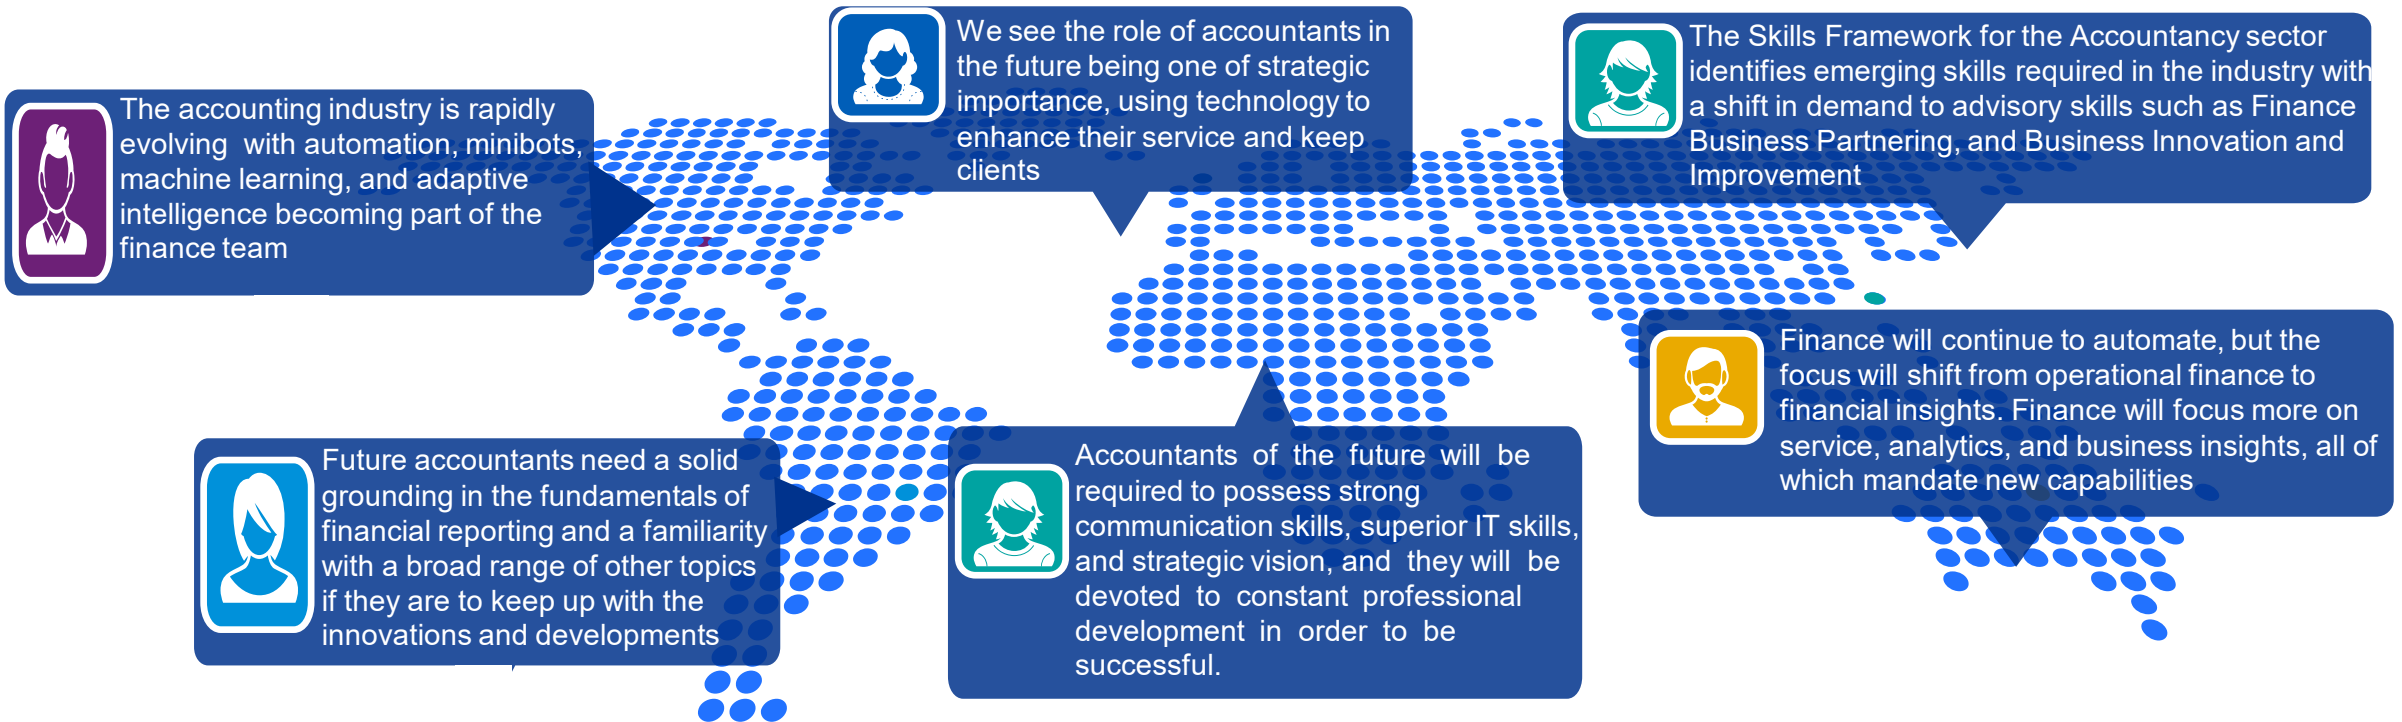 The accounting industry is rapidly
evolving with automation, minibots,
machine learning, and adaptive
intelligence becoming part of the
finance team
We see the role of accountants in
the future being one of strategic
importance, using technology to
enhance their service and keep
clients
The Skills Framework for the Accountancy sector
identifies emerging skills required in the industry with
a shift in demand to advisory skills such as Finance
Business Partnering, and Business Innovation and
Improvement
Future accountants need a solid
grounding in the fundamentals of
financial reporting and a familiarity
with a broad range of other topics
if they are to keep up with the
innovations and developments
Accountants of the future will be
required to possess strong
communication skills, superior IT skills,
and strategic vision, and they will be
devoted to constant professional
development in order to be
successful.
Finance will continue to automate, but the
focus will shift from operational finance to
financial insights. Finance will focus more on
service, analytics, and business insights, all of
which mandate new capabilities